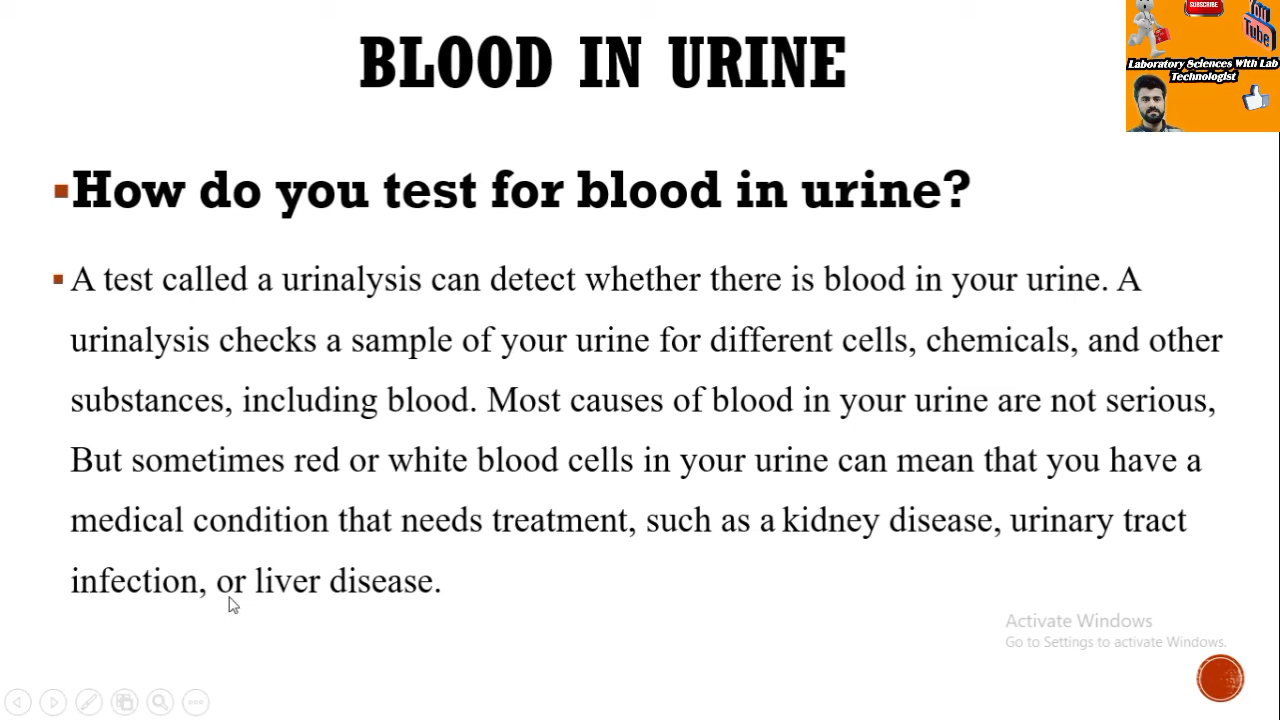 BLOOD IN URINE
SUBSCRIBE
You
Tube
Laboratory Sciences With Lab
Technologist
How do you test for blood in urine?
A test called a urinalysis can detect whether there is blood in your urine. A
urinalysis checks a sample of your urine for different cells, chemicals, and other
substances, including blood. Most causes of blood in your urine are not serious,
But sometimes red or white blood cells in your urine can mean that you have a
medical condition that needs treatment, such as a kidney disease, urinary tract
infection, or liver disease.
Activate Windows
Go to Settings to activate Windows.